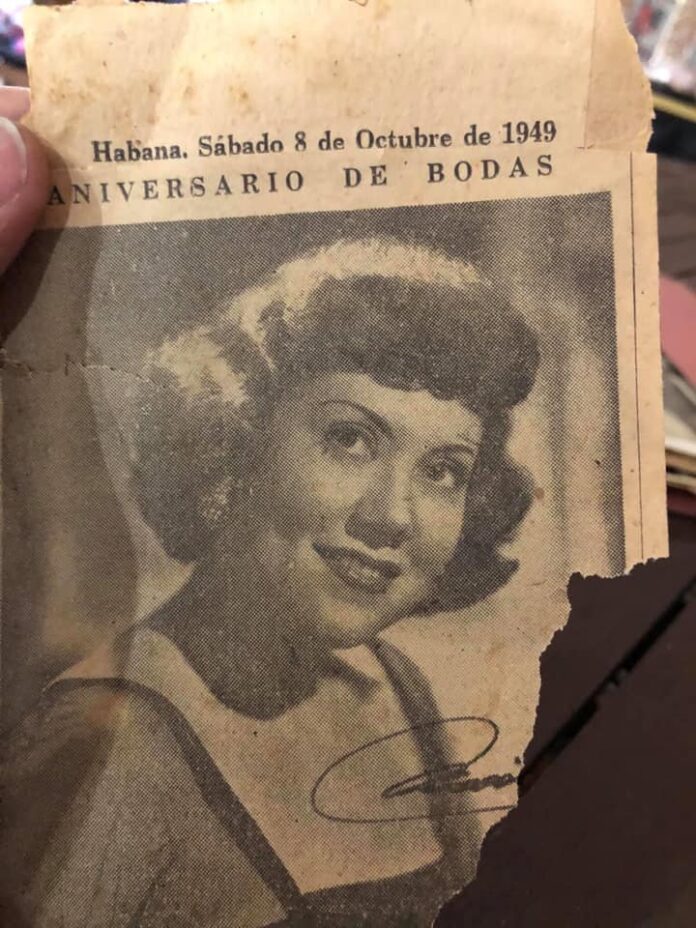 Habana. Sábado 8 de Octubre de 1949
ANIVERSARIO DE BODAS